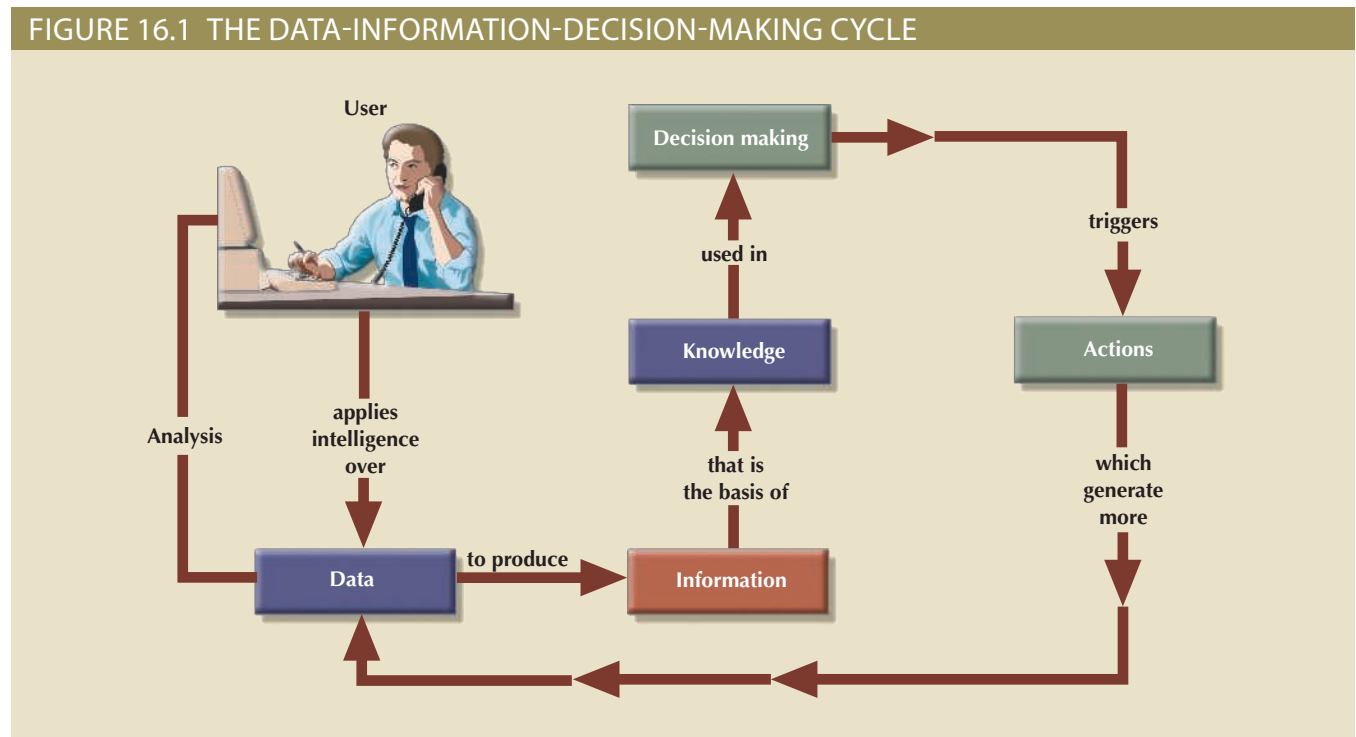 FIGURE 16.1 THE DATA-INFORMATION-DECISION-MAKING CYCLE
User
Analysis
applies
intelligence
over
Data
to produce
Information
that is
the basis of
Knowledge
used in
Decision making
triggers
Actions
which
generate
more